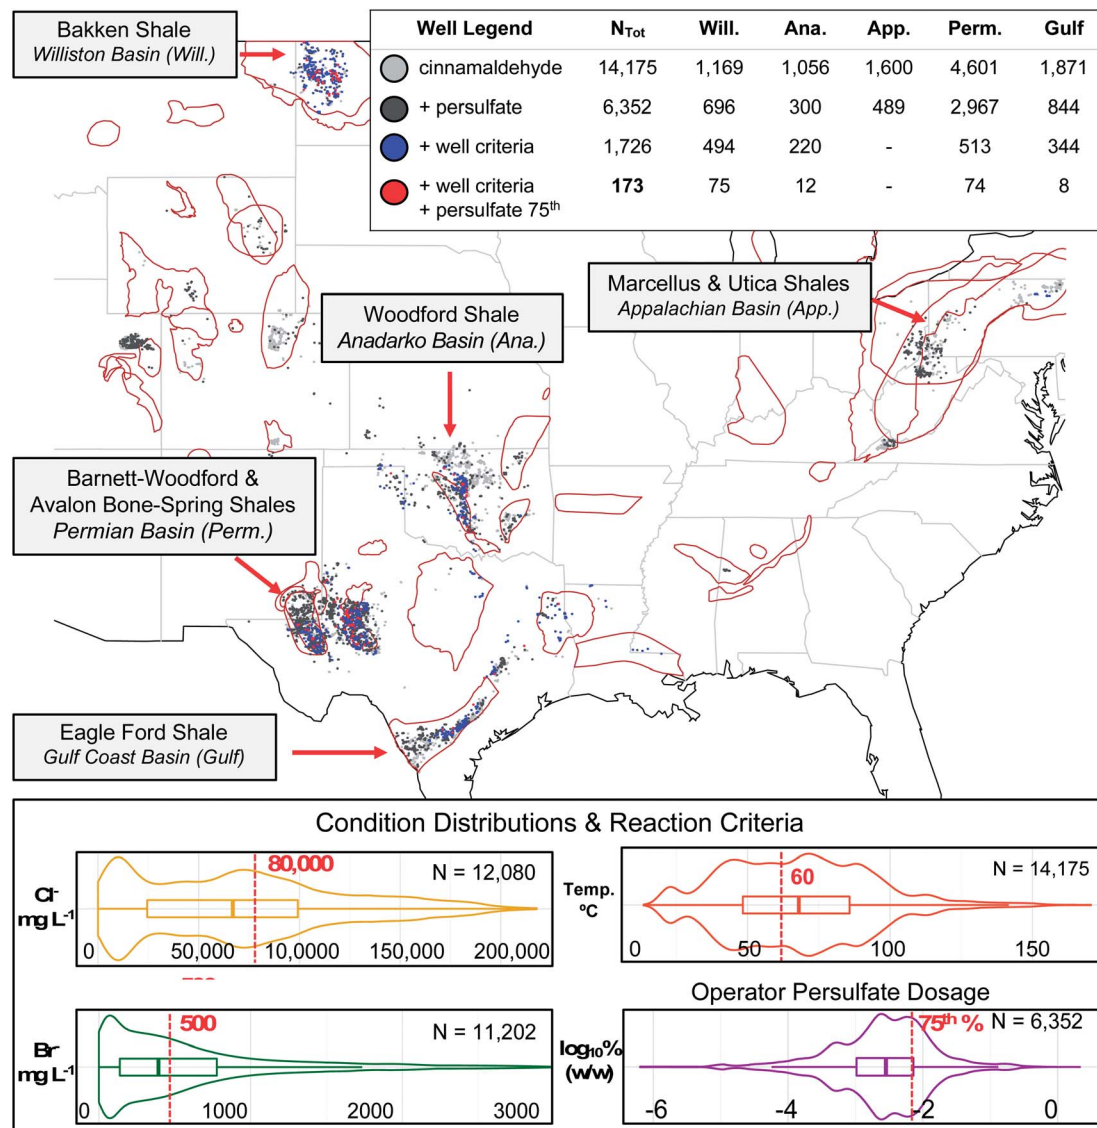 Bakken Shale
Williston Basin (Will.)
Well Legend N_Tot Will. Ana. App. Perm. Gulf
cinnamaldehyde 14,175 1,169 1,056 1,600 4,601 1,871
+ persulfate 6,352 696 300 489 2,967 844
+ well criteria 1,726 494 220 - 513 344
+ well criteria
+ persulfate 75th 173 75 12 - 74 8
Marcellus & Utica Shales
Appalachian Basin (App.)
Woodford Shale
Anadarko Basin (Ana.)
Barnett-Woodford &
Avalon Bone-Spring Shales
Permian Basin (Perm.)
Eagle Ford Shale
Gulf Coast Basin (Gulf)
Condition Distributions & Reaction Criteria
80,000
N = 12,080
Cl-
mg L-1
0 50,0000 10,0000 150,000 200,000
60
N = 14,175
Temp.
ºC
0 50 100 150
500
N = 11,202
Br-
mg L-1
0 1000 2000 3000
Operator Persulfate Dosage
75th %
N = 6,352
log10%
(w/w)
-6 -4 -2 0